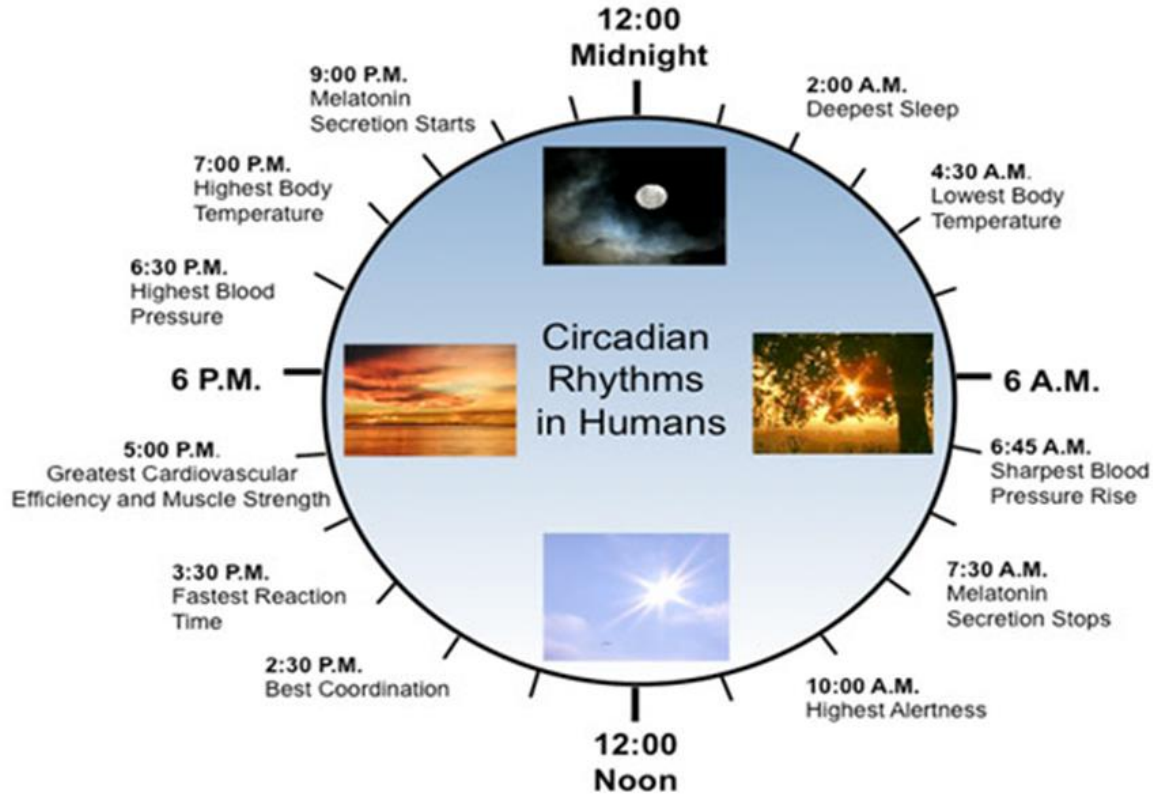 12:00
Midnight
9:00 P.M.
Melatonin
Secretion Starts
2:00 A.M.
Deepest Sleep
7:00 P.M.
Highest Body
Temperature
4:30 A.M.
Lowest Body
Temperature
6:30 P.M.
Highest Blood
Pressure
Circadian
Rhythms
in Humans
6 P.M.
6 A.M.
5:00 P.M.
Greatest Cardiovascular
Efficiency and Muscle Strength
6:45 A.M.
Sharpest Blood
Pressure Rise
3:30 P.M.
Fastest Reaction
Time
7:30 A.M.
Melatonin
Secretion Stops
2:30 P.M.
Best Coordination
10:00 A.M.
Highest Alertness
12:00
Noon